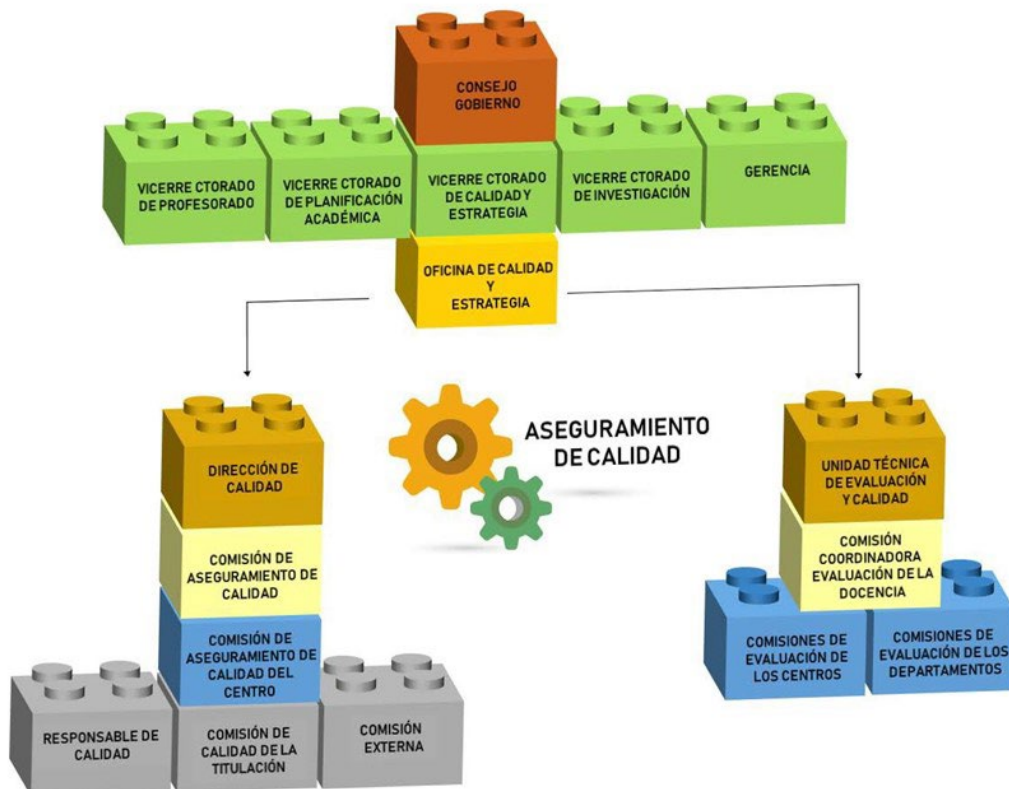 CONSEJO
GOBIERNO
VICERRE CTORADO
DE PROFESORADO
VICERRE CTORADO
DE PLANIFICACIÓN
ACADÉMICA
VICERRE CTORADO
DE CALIDAD Y
ESTRATEGIA
VICERRE CTORADO
DE INVESTIGACIÓN
GERENCIA
OFICINA DE CALIDAD
Y
ESTRATEGIA
DIRECCIÓN DE
CALIDAD
COMISIÓN DE
ASEGURAMIENTO DE
CALIDAD
COMISIÓN DE
ASEGURAMIENTO DE
CALIDAD DEL
CENTRO
RESPONSABLE DE
CALIDAD
COMISIÓN DE
CALIDAD DE LA
TITULACIÓN
COMISIÓN
EXTERNA
ASEGURAMIENTO
DE CALIDAD
UNIDAD TÉCNICA
DE EVALUACIÓN
Y CALIDAD
COMISIÓN
COORDINADORA
EVALUACIÓN DE LA
DOCENCIA
COMISIONES DE
EVALUACIÓN DE
LOS CENTROS
COMISIONES DE
EVALUACIÓN DE LOS
DEPARTAMENTOS